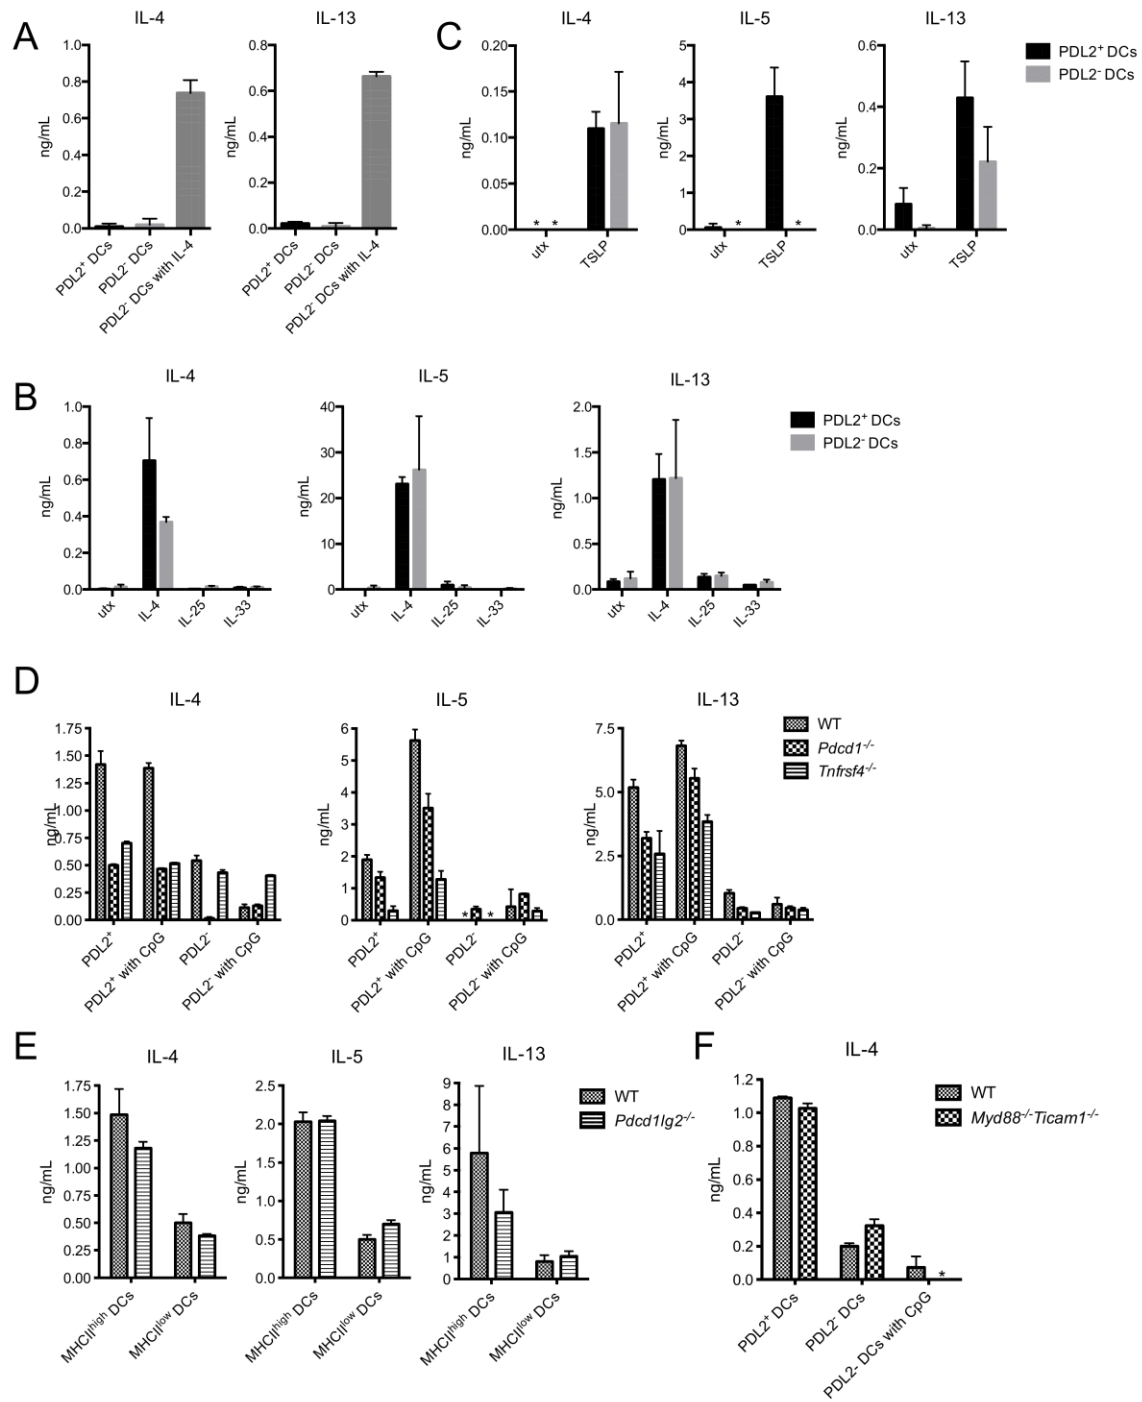 A
IL-4
IL-13
ng/mL
1.0
0.8
0.6
0.4
0.2
0.0
PDL2+ DCs
PDL2- DCs
PDL2- DCs with IL-4
ng/mL
0.8
0.6
0.4
0.2
0.0
PDL2+ DCs
PDL2- DCs
PDL2- DCs with IL-4
C
IL-4
IL-5
IL-13
ng/mL
0.20
0.15
0.10
0.05
0.00
* *
utx
TSLP
ng/mL
5
4
3
2
1
0
* *
utx
TSLP
ng/mL
0.6
0.4
0.2
0.0
utx
TSLP
PDL2+ DCs
PDL2- DCs
B
IL-4
IL-5
IL-13
ng/mL
1.0
0.8
0.6
0.4
0.2
0.0
utx
IL-4
IL-25
IL-33
ng/mL
40
30
20
10
0
utx
IL-4
IL-25
IL-33
ng/mL
2.0
1.5
1.0
0.5
0.0
utx
IL-4
IL-25
IL-33
PDL2+ DCs
PDL2- DCs
D
IL-4
IL-5
IL-13
ng/mL
1.75
1.50
1.25
1.00
0.75
0.50
0.25
0.00
PDL2+
PDL2+ with CpG
PDL2-
PDL2- with CpG
ng/mL
6
5
4
3
2
1
0
* *
PDL2+
PDL2+ with CpG
PDL2-
PDL2- with CpG
ng/mL
7.5
5.0
2.5
0.0
PDL2+
PDL2+ with CpG
PDL2-
PDL2- with CpG
WT
Pdcd1-/-
Tnfrsf4-/-
E
IL-4
IL-5
IL-13
ng/mL
1.75
1.50
1.25
1.00
0.75
0.50
0.25
0.00
MHCIIhigh DCs
MHCIIlow DCs
ng/mL
2.5
2.0
1.5
1.0
0.5
0.0
MHCIIhigh DCs
MHCIIlow DCs
ng/mL
9
8
7
6
5
4
3
2
1
0
MHCIIhigh DCs
MHCIIlow DCs
WT
Pdcd1lg2-/-
F
IL-4
ng/mL
1.2
1.0
0.8
0.6
0.4
0.2
0.0
*
PDL2+ DCs
PDL2- DCs
PDL2- DCs with CpG
WT
Myd88-/-Ticam1-/-